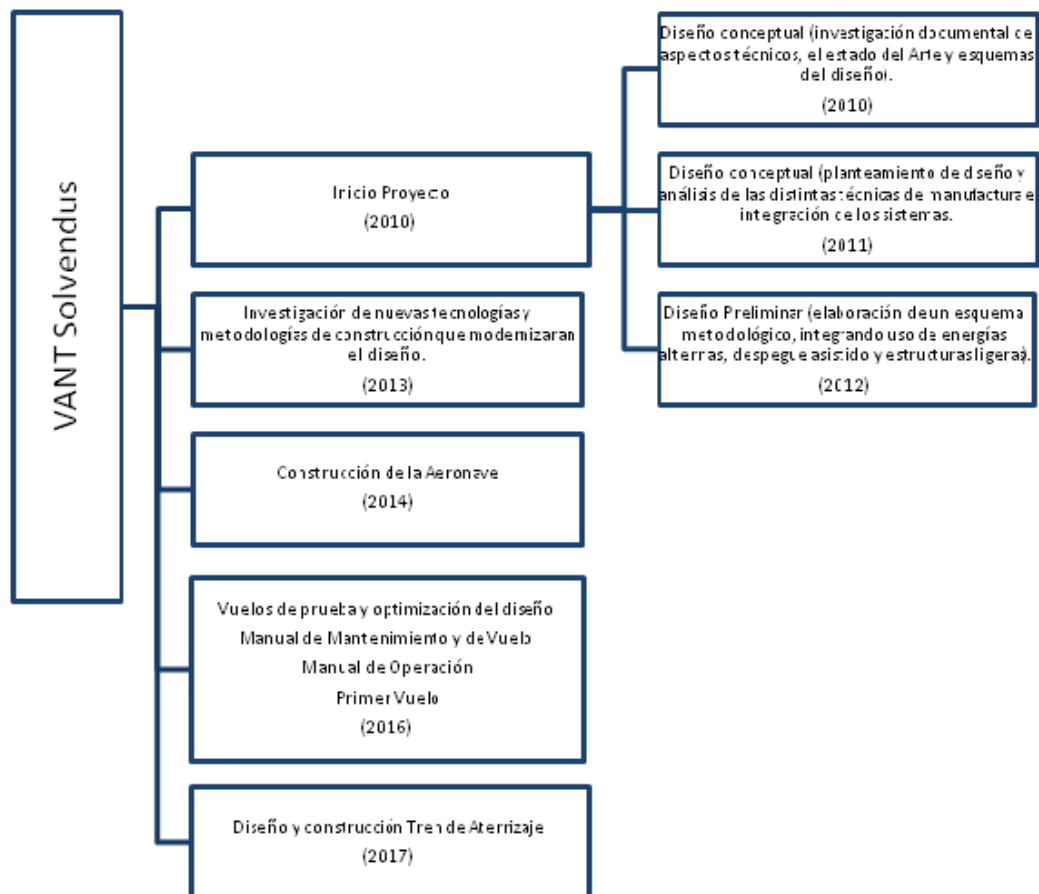 VANT Solvendus
Inicio Proyecto
(2010)
Diseño conceptual (investigación documental de
aspectos técnicos, el estado del Arte y esquemas
del diseño).
(2010)
Diseño conceptual (planteamiento de diseño y
análisis de las distintas técnicas de manufactura e
integración de los sistemas.
(2011)
Diseño Preliminar (elaboración de un esquema
metodológico, integrando uso de energías
alternas, despegue asistido y estructuras ligeras).
(2012)
Investigación de nuevas tecnologías y
metodologías de construcción que modernizaran
el diseño.
(2013)
Construcción de la Aeronave
(2014)
Vuelos de prueba y optimización del diseño
Manual de Mantenimiento y de Vuelo
Manual de Operación
Primer Vuelo
(2016)
Diseño y construcción Tren de Aterrizaje
(2017)